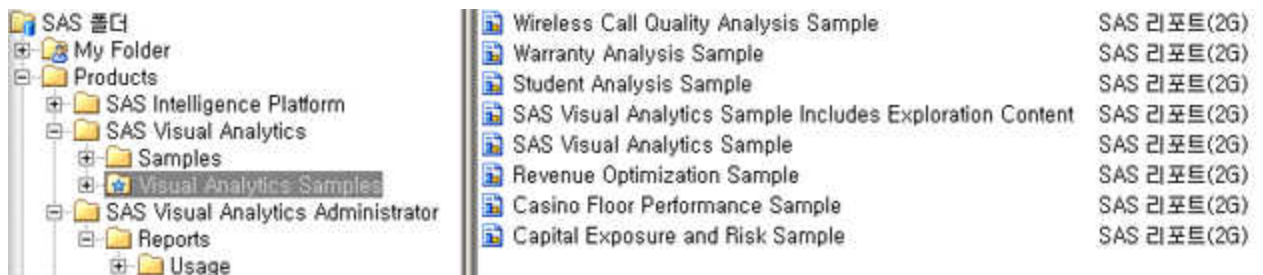 SAS 폴더
My Folder
Products
SAS Intelligence Platform
SAS Visual Analytics
Samples
Visual Analytics Samples
SAS Visual Analytics Administrator
Reports
Usage
Wireless Call Quality Analysis Sample SAS 리포트(2G)
Warranty Analysis Sample SAS 리포트(2G)
Student Analysis Sample SAS 리포트(2G)
SAS Visual Analytics Sample Includes Exploration Content SAS 리포트(2G)
SAS Visual Analytics Sample SAS 리포트(2G)
Revenue Optimization Sample SAS 리포트(2G)
Casino Floor Performance Sample SAS 리포트(2G)
Capital Exposure and Risk Sample SAS 리포트(2G)